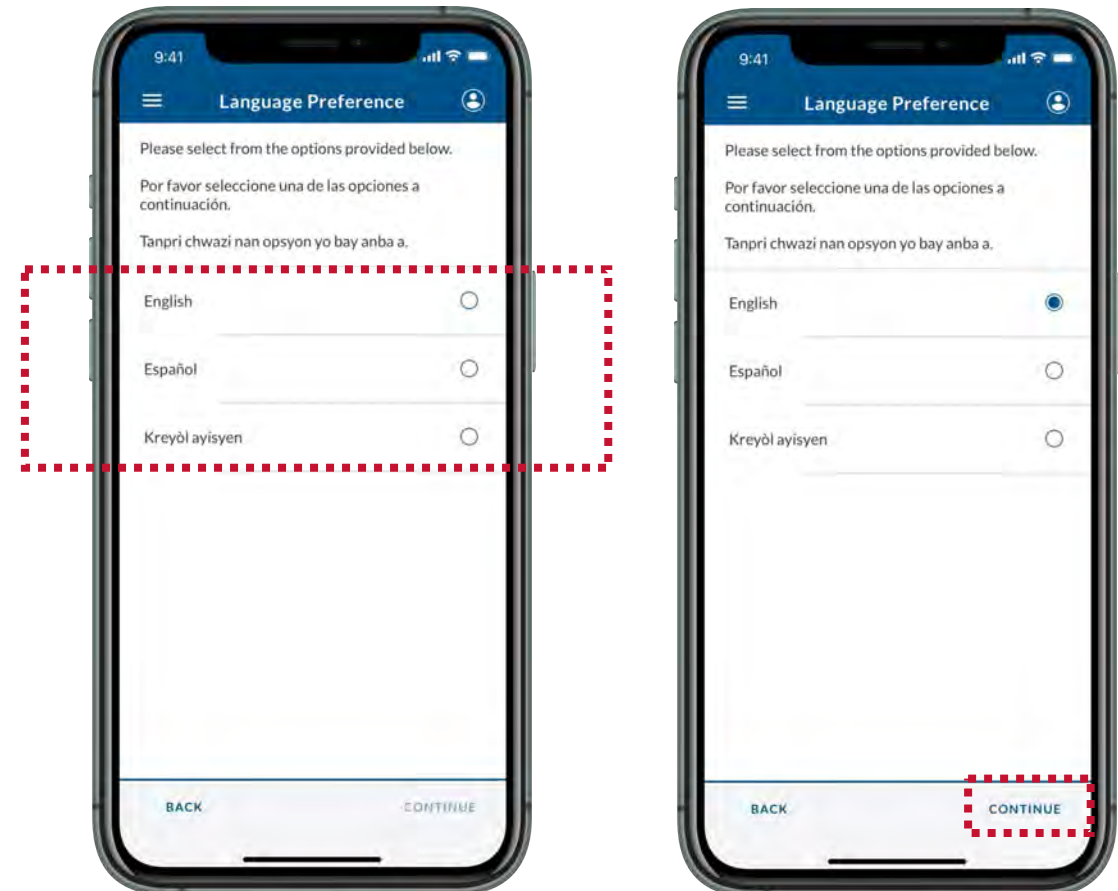 9:41
Language Preference
Please select from the options provided below.
Por favor seleccione una de las opciones a
continuación.
Tanpri chwazi nan opsyon yo bay anba a.
English
Español
Kreyòl ayisyen
BACK CONTINUE
9:41
Language Preference
Please select from the options provided below.
Por favor seleccione una de las opciones a
continuación.
Tanpri chwazi nan opsyon yo bay anba a.
English
Español
Kreyòl ayisyen
BACK CONTINUE